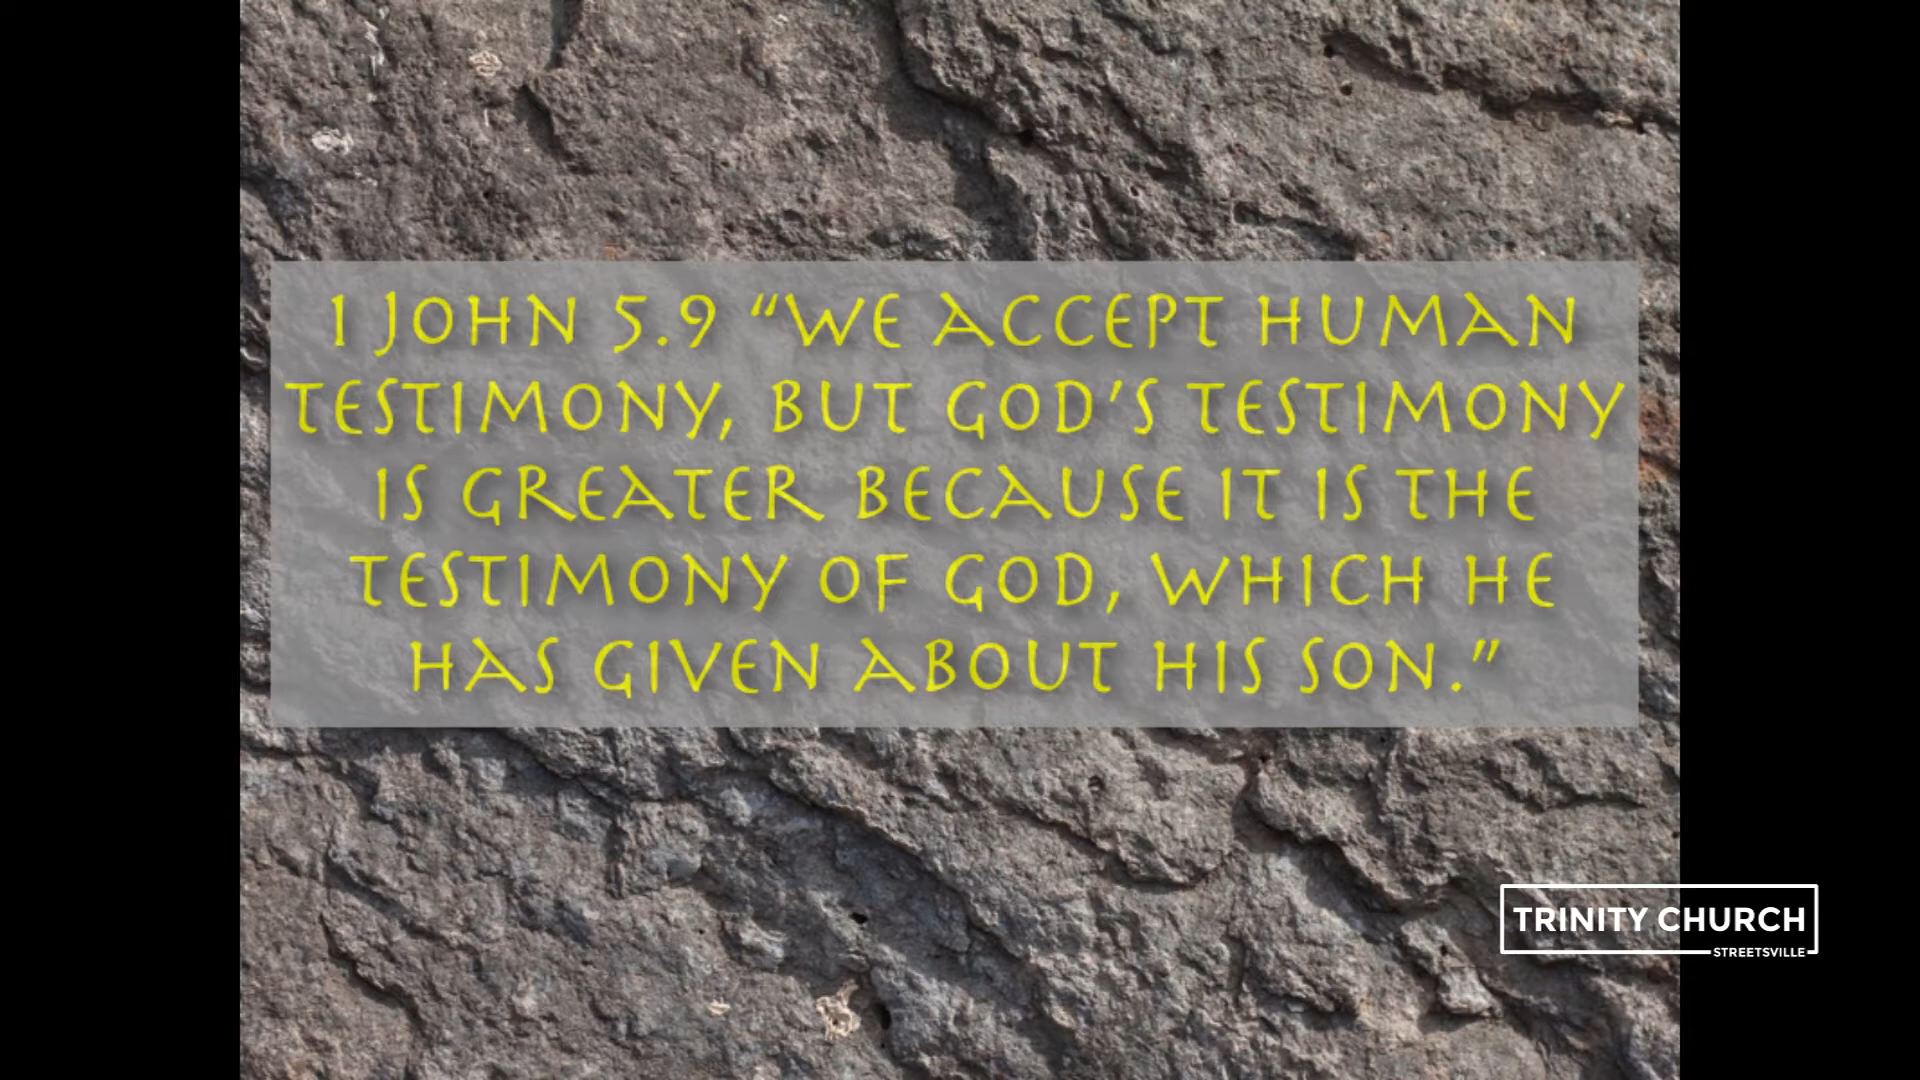 1 JOHN 5.9 “WE ACCEPT HUMAN
TESTIMONY, BUT GOD’S TESTIMONY
IS GREATER BECAUSE IT IS THE
TESTIMONY OF GOD, WHICH HE
HAS GIVEN ABOUT HIS SON.”
TRINITY CHURCH
STREETSVILLE